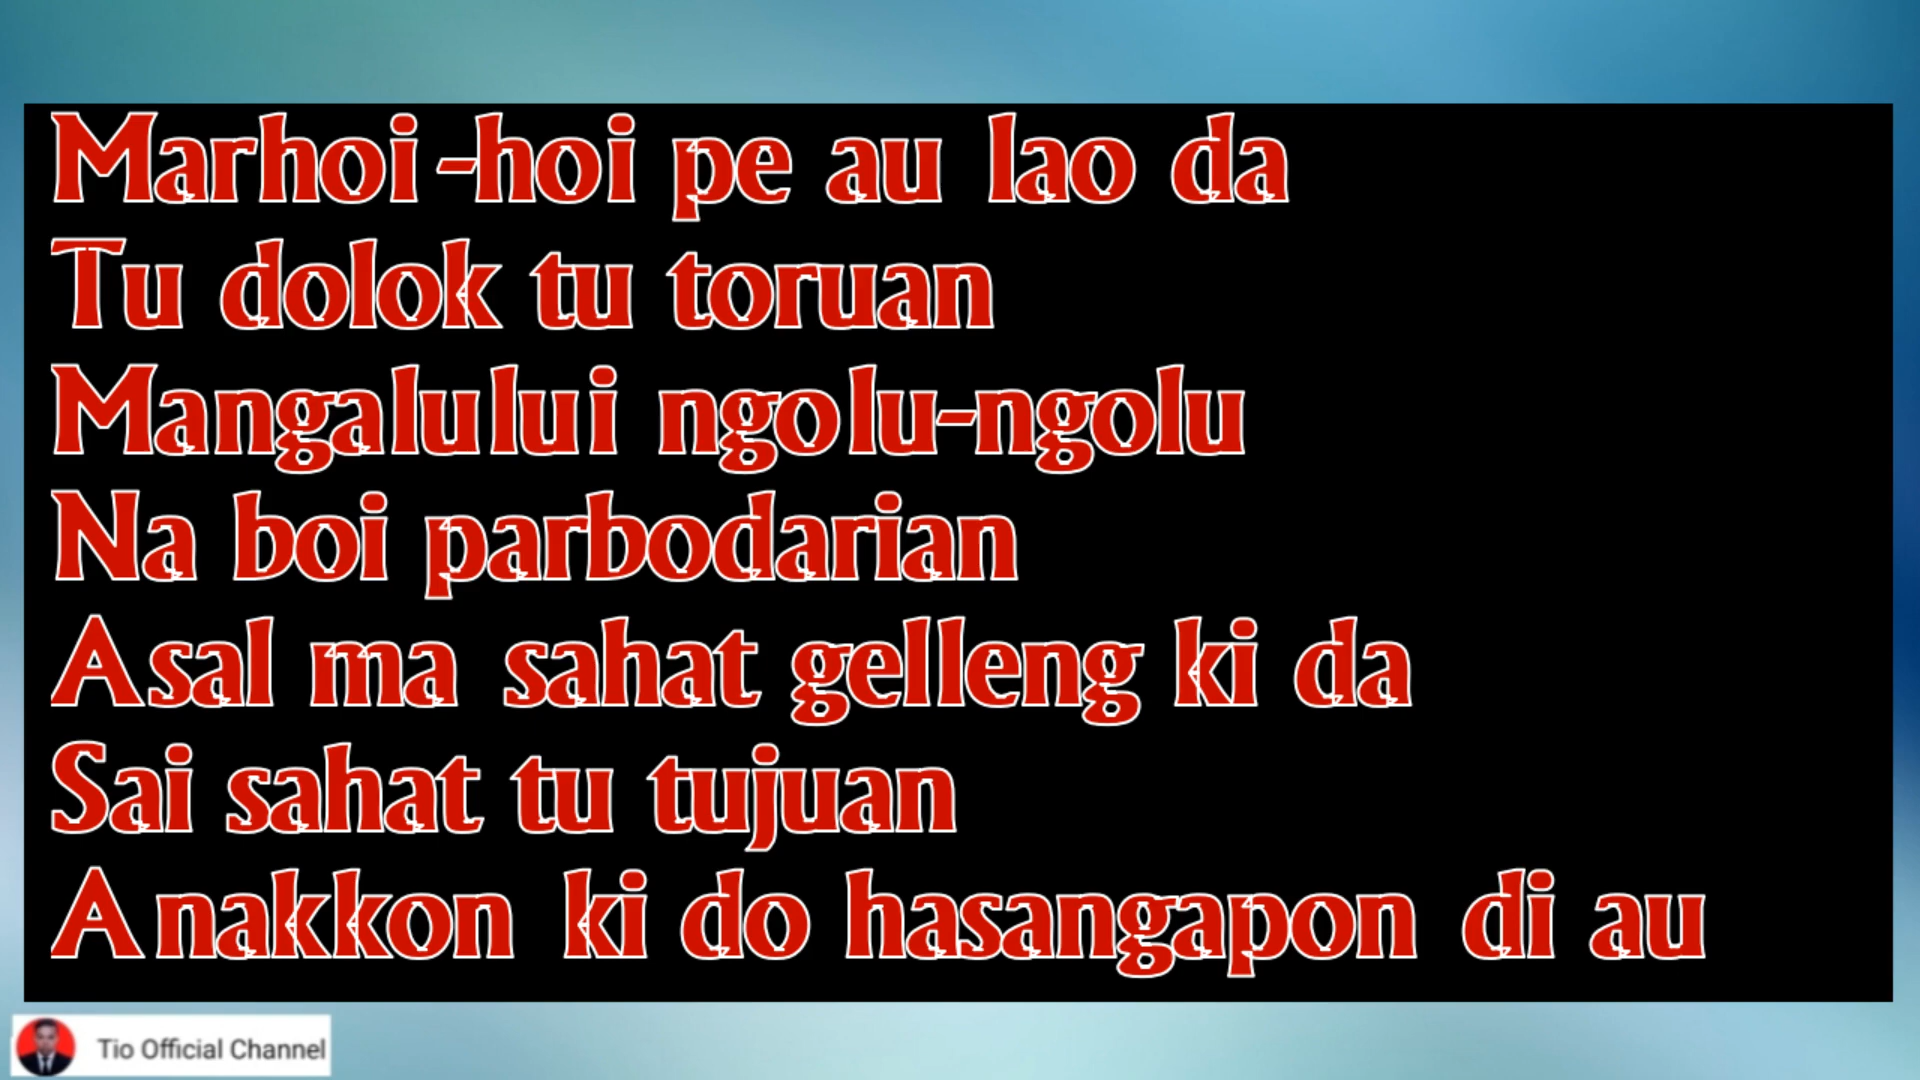 Marhoi-hoi pe au lao da
Tu dolok tu toruan
Mangalului ngolu-ngolu
Na boi parbodarian
Asal ma sahat gelleng ki da
Sai sahat tu tujuan
Anakkon ki do hasangapon di au
Tio Official Channel